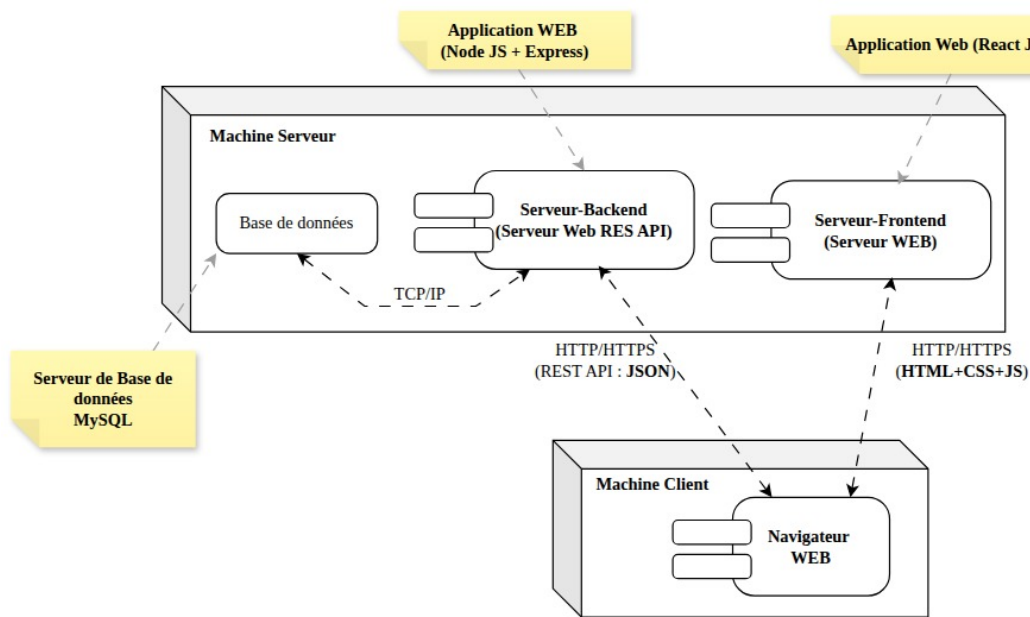 Application WEB
(Node JS + Express)
Application Web (React J
Machine Serveur
Base de données
Serveur-Backend
(Serveur Web RES API)
Serveur-Frontend
(Serveur WEB)
TCP/IP
HTTP/HTTPS
(REST API : JSON)
HTTP/HTTPS
(HTML+CSS+JS)
Serveur de Base de
données
MySQL
Machine Client
Navigateur
WEB